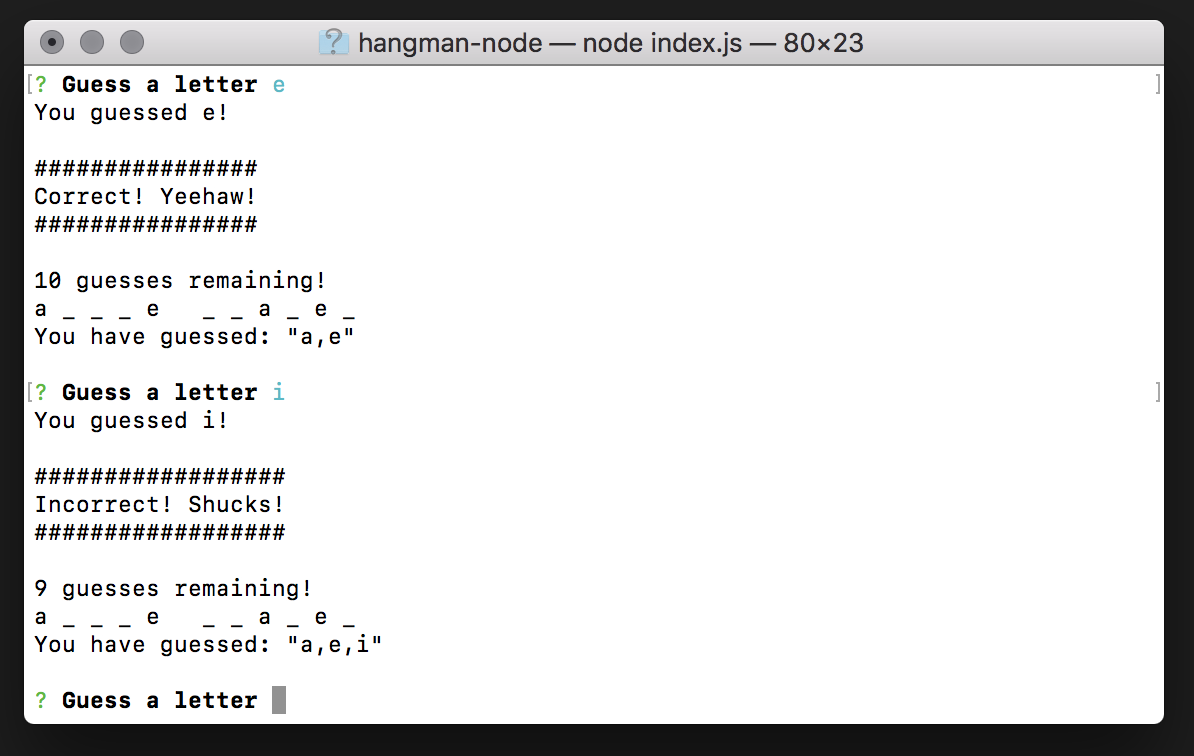 hangman-node — node index.js — 80×23
[? Guess a letter e ]
You guessed e!
################
Correct! Yeehaw!
################
10 guesses remaining!
a _ _ _ e   _ _ a _ e _
You have guessed: "a,e"
[? Guess a letter i ]
You guessed i!
##################
Incorrect! Shucks!
##################
9 guesses remaining!
a _ _ _ e   _ _ a _ e _
You have guessed: "a,e,i"
? Guess a letter